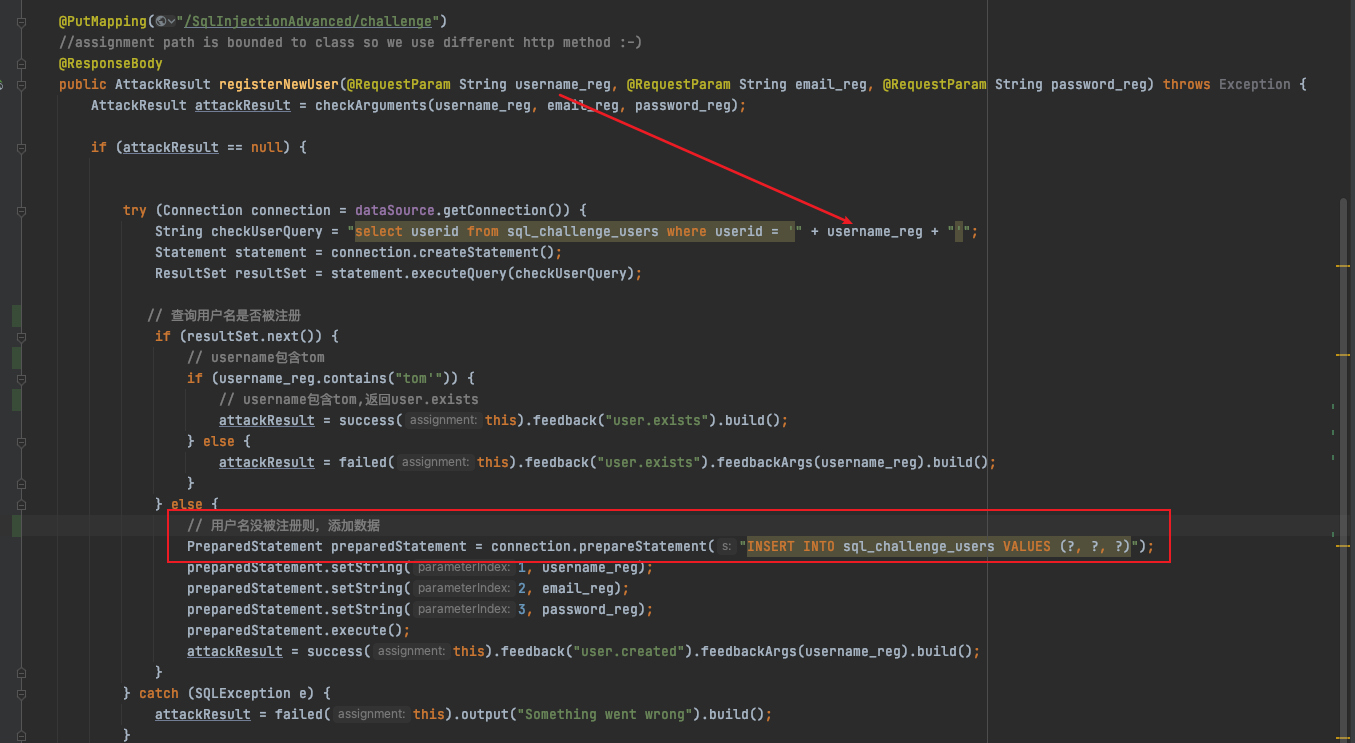 @PutMapping("/SqlInjectionAdvanced/challenge")
//assignment path is bounded to class so we use different http method :-)
@ResponseBody
public AttackResult registerNewUser(@RequestParam String username_reg, @RequestParam String email_reg, @RequestParam String password_reg) throws Exception {
AttackResult attackResult = checkArguments(username_reg, email_reg, password_reg);
if (attackResult == null) {
try (Connection connection = dataSource.getConnection()) {
String checkUserQuery = "select userid from sql_challenge_users where userid = '" + username_reg + "'";
Statement statement = connection.createStatement();
ResultSet resultSet = statement.executeQuery(checkUserQuery);
// 查询用户名是否被注册
if (resultSet.next()) {
// username包含tom
if (username_reg.contains("tom'")) {
// username包含tom,返回user.exists
attackResult = success( assignment: this).feedback("user.exists").build();
} else {
attackResult = failed( assignment: this).feedback("user.exists").feedbackArgs(username_reg).build();
}
} else {
// 用户名没被注册则，添加数据
PreparedStatement preparedStatement = connection.prepareStatement( s: "INSERT INTO sql_challenge_users VALUES (?, ?, ?)");
preparedStatement.setString( parameterIndex: 1, username_reg);
preparedStatement.setString( parameterIndex: 2, email_reg);
preparedStatement.setString( parameterIndex: 3, password_reg);
preparedStatement.execute();
attackResult = success( assignment: this).feedback("user.created").feedbackArgs(username_reg).build();
}
} catch (SQLException e) {
attackResult = failed( assignment: this).output("Something went wrong").build();
}